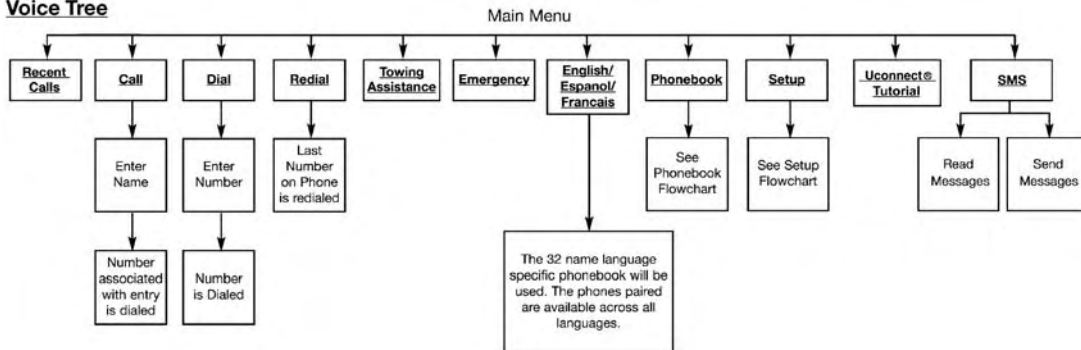 Voice Tree
Main Menu
Recent
Calls
Call
Dial
Redial
Towing
Assistance
Emergency
English/
Espanol/
Francais
Phonebook
Setup
Uconnect®
Tutorial
SMS
Enter
Name
Enter
Number
Last
Number
on Phone
is redialed
See
Phonebook
Flowchart
See Setup
Flowchart
Read
Messages
Send
Messages
Number
associated
with entry
is dialed
Number
is Dialed
The 32 name language
specific phonebook will be
used. The phones paired
are available across all
languages.